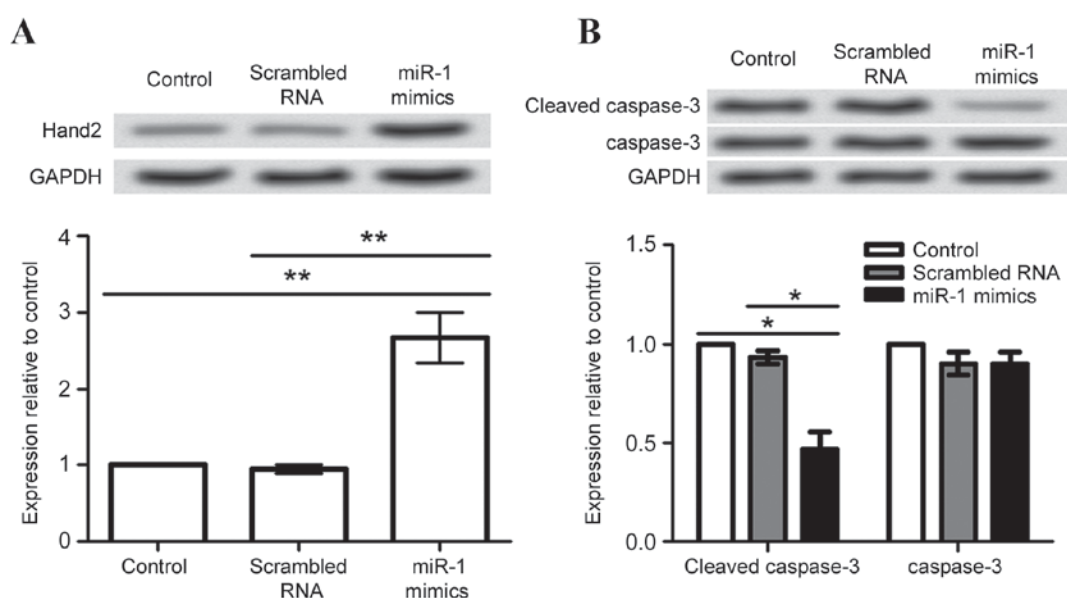 A
Control
Scrambled
RNA
miR-1
mimics
Hand2
GAPDH
Expression relative to control
4
3
2
1
0
**
**
Control
Scrambled
RNA
miR-1
mimics
B
Control
Scrambled
RNA
miR-1
mimics
Cleaved caspase-3
caspase-3
GAPDH
Expression relative to control
1.5
1.0
0.5
0.0
Control
Scrambled RNA
miR-1 mimics
*
*
Cleaved caspase-3
caspase-3